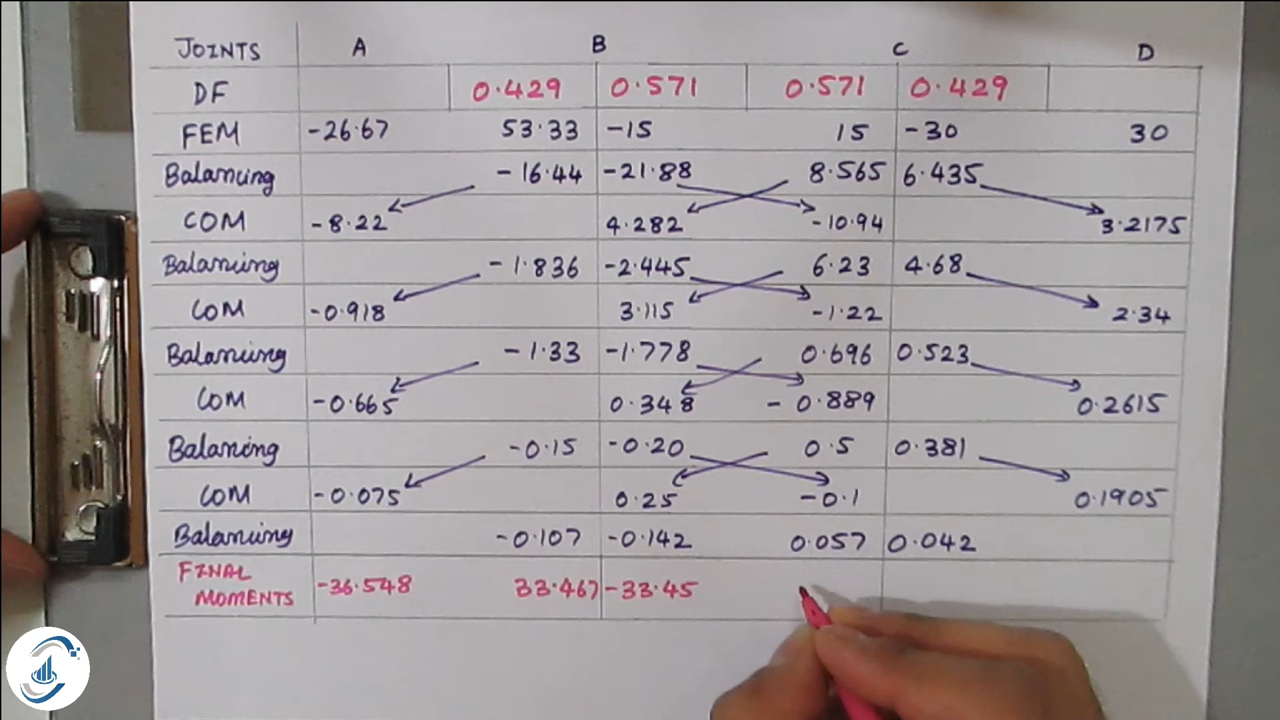 JOINTS A B C D
DF 0.429 0.571 0.571 0.429
FEM -26.67 53.33 -15 15 -30 30
Balancing -16.44 -21.88 8.565 6.435
COM -8.22 4.282 -10.94 3.2175
Balancing -1.836 -2.445 6.23 4.68
COM -0.918 3.115 -1.22 2.34
Balancing -1.33 -1.778 0.696 0.523
COM -0.665 0.348 -0.889 0.2615
Balancing -0.15 -0.20 0.5 0.381
COM -0.075 0.25 -0.1 0.1905
Balancing -0.107 -0.142 0.057 0.042
FINAL
MOMENTS -36.548 33.467 -33.45